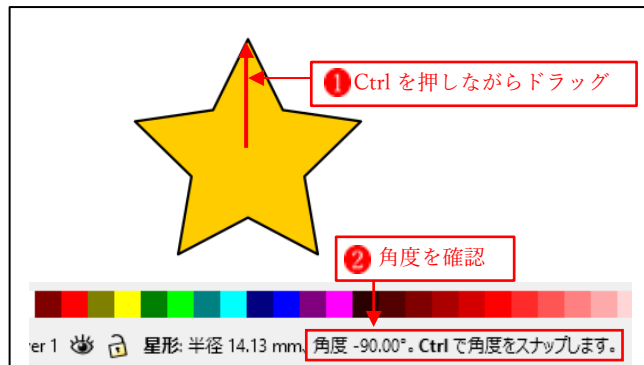 ❶Ctrl を押しながらドラッグ
❷ 角度を確認
er 1 星形: 半径 14.13 mm、角度 -90.00°。Ctrl で角度をスナップします。